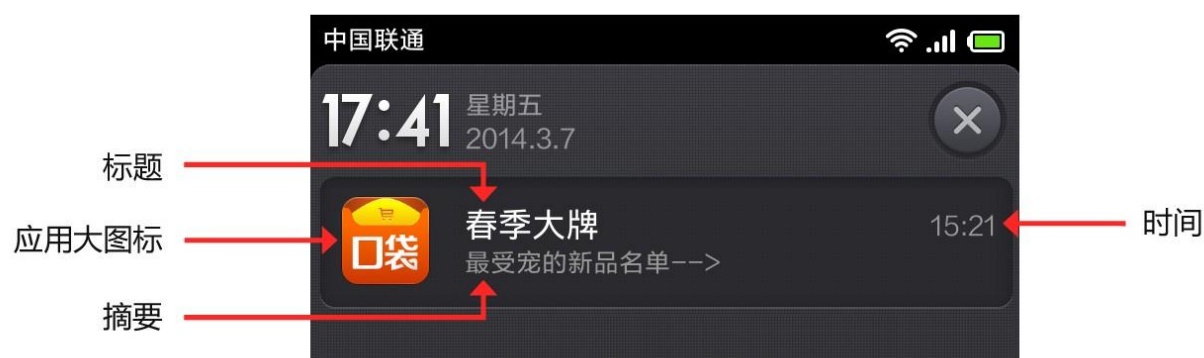 中国联通
17:41
星期五
2014.3.7
标题
应用大图标
摘要
口袋
春季大牌
最受宠的新品名单-->
15:21
时间